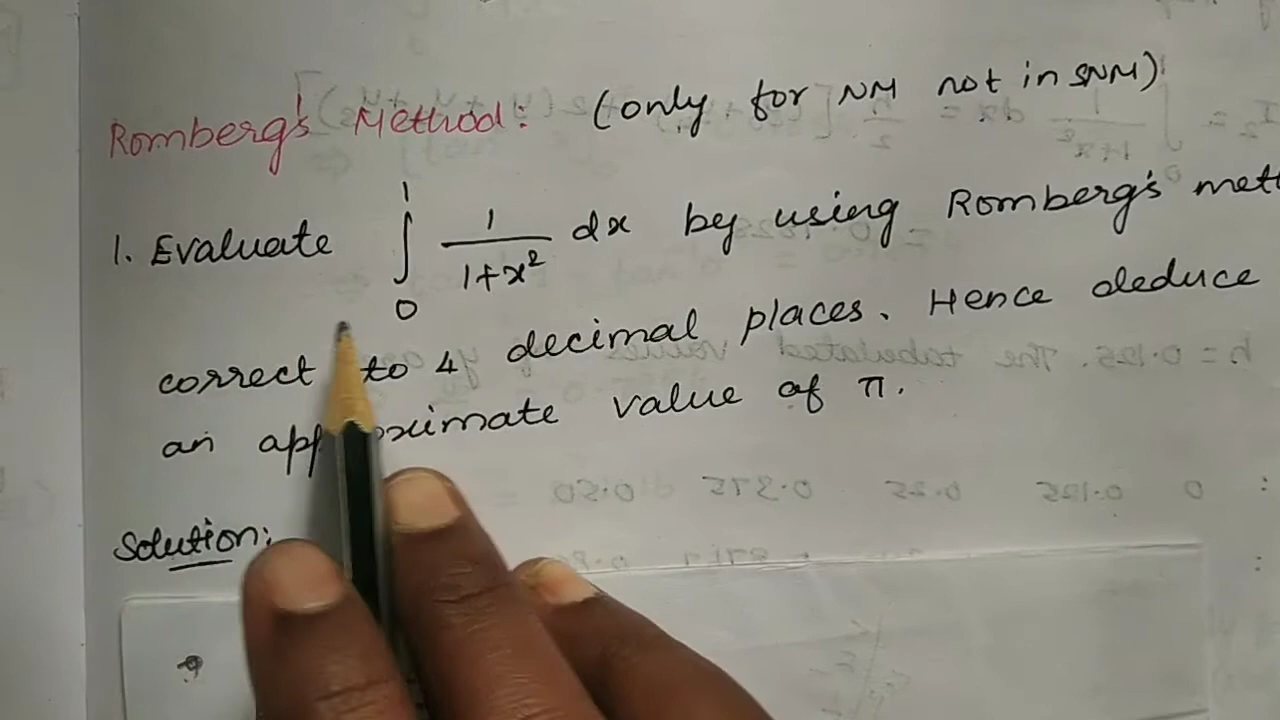 Romberg's Method: (only for NM not in SNM)
1. Evaluate ∫₀¹ 1/(1+x²) dx by using Romberg's
correct to 4 decimal places. Hence deduce
an approximate value of π.
Solution: